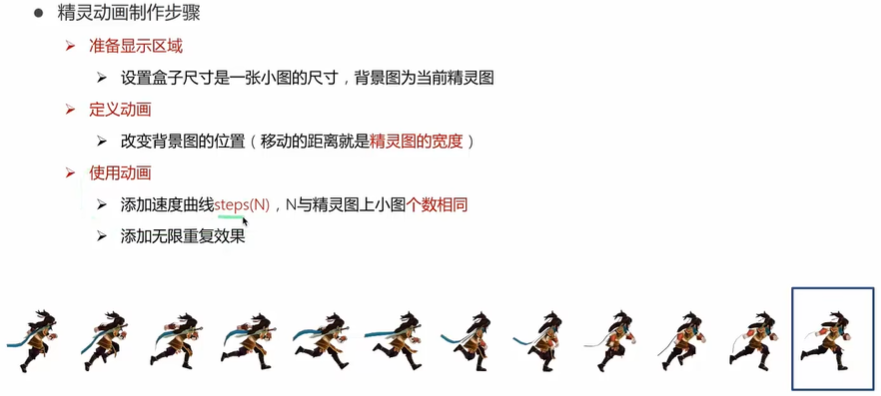 精灵动画制作步骤
准备显示区域
设置盒子尺寸是一张小图的尺寸，背景图为当前精灵图
定义动画
改变背景图的位置（移动的距离就是精灵图的宽度）
使用动画
添加速度曲线steps(N)，N与精灵图上小图个数相同
添加无限重复效果